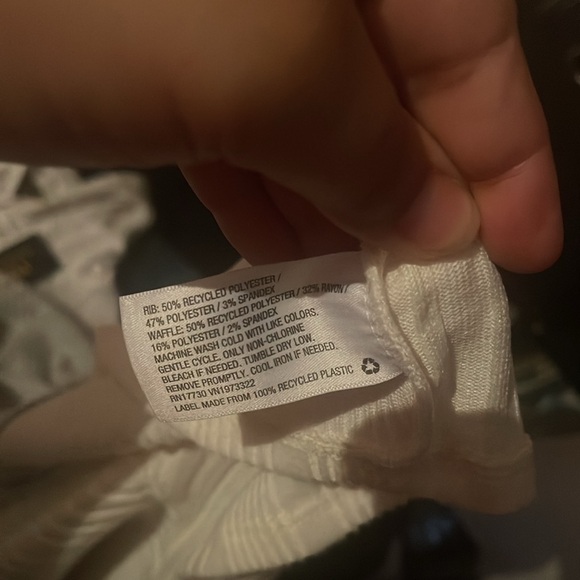 RIB: 50% RECYCLED POLYESTER /
47% POLYESTER / 3% SPANDEX
WAFFLE: 50% RECYCLED POLYESTER / 32% RAYON /
16% POLYESTER / 2% SPANDEX
MACHINE WASH COLD WITH LIKE COLORS.
GENTLE CYCLE. ONLY NON-CHLORINE
BLEACH IF NEEDED. TUMBLE DRY LOW.
REMOVE PROMPTLY. COOL IRON IF NEEDED.
RN17730 VN1973322
LABEL MADE FROM 100% RECYCLED PLASTIC